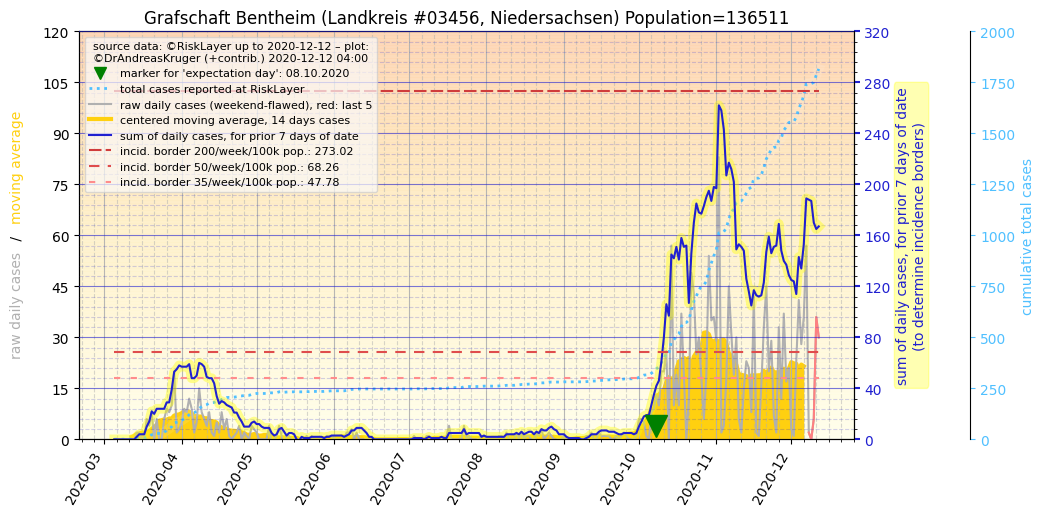 Grafschaft Bentheim (Landkreis #03456, Niedersachsen) Population=136511
source data: ©RiskLayer up to 2020-12-12 – plot:
©DrAndreasKruger (+contrib.) 2020-12-12 04:00
marker for 'expectation day': 08.10.2020
total cases reported at RiskLayer
raw daily cases (weekend-flawed), red: last 5
centered moving average, 14 days cases
sum of daily cases, for prior 7 days of date
incid. border 200/week/100k pop.: 273.02
incid. border 50/week/100k pop.: 68.26
incid. border 35/week/100k pop.: 47.78
raw daily cases / moving average
120
105
90
75
60
45
30
15
0
320
280
240
200
160
120
80
40
0
sum of daily cases, for prior 7 days of date
(to determine incidence borders)
2000
1750
1500
1250
1000
750
500
250
0
cumulative total cases
2020-03
2020-04
2020-05
2020-06
2020-07
2020-08
2020-09
2020-10
2020-11
2020-12